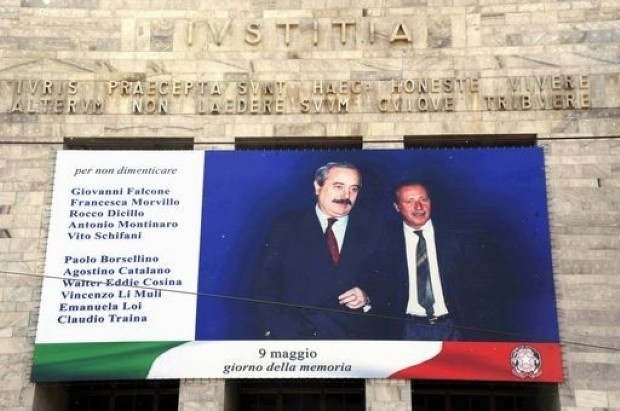 IVSTITIA
IVRIS PRAECEPTA SVNT HAEC: HONESTE VIVERE
ALTERVM NON LAEDERE SVVM CVIQVE TRIBVERE
per non dimenticare
Giovanni Falcone
Francesca Morvillo
Rocco Dicillo
Antonio Montinaro
Vito Schifani
Paolo Borsellino
Agostino Catalano
Walter Eddie Cosina
Vincenzo Li Muli
Emanuela Loi
Claudio Traina
9 maggio
giorno della memoria